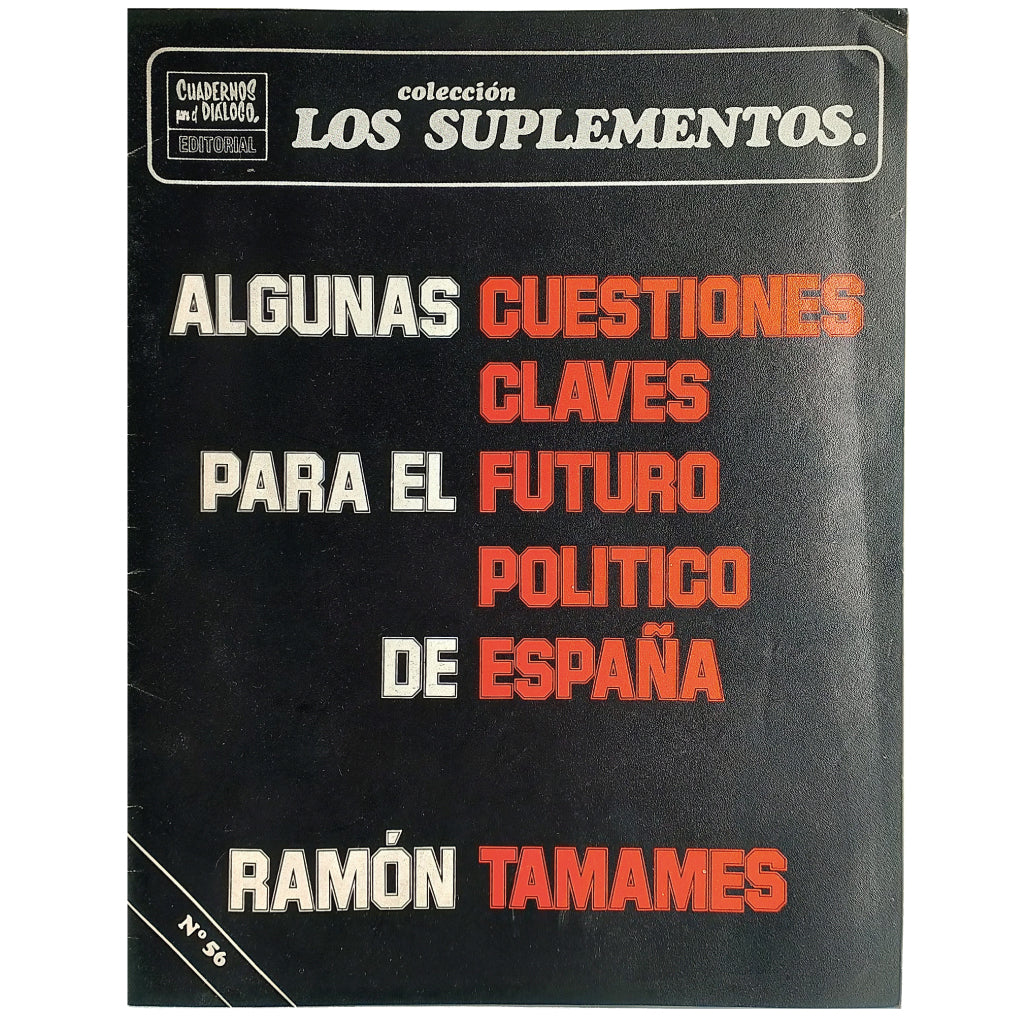 CUADERNOS
para el DIALOGO.
EDITORIAL
colección
LOS SUPLEMENTOS.
ALGUNAS CUESTIONES
CLAVES
PARA EL FUTURO
POLITICO
DE ESPAÑA
RAMÓN TAMAMES
Nº 56